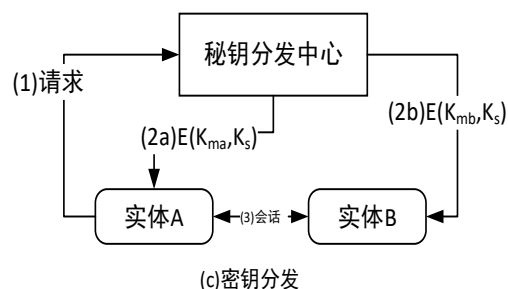 秘钥分发中心
(1)请求
(2b)E(Kmb,Ks)
(2a)E(Kma,Ks)
实体A
(3)会话
实体B
(c)密钥分发